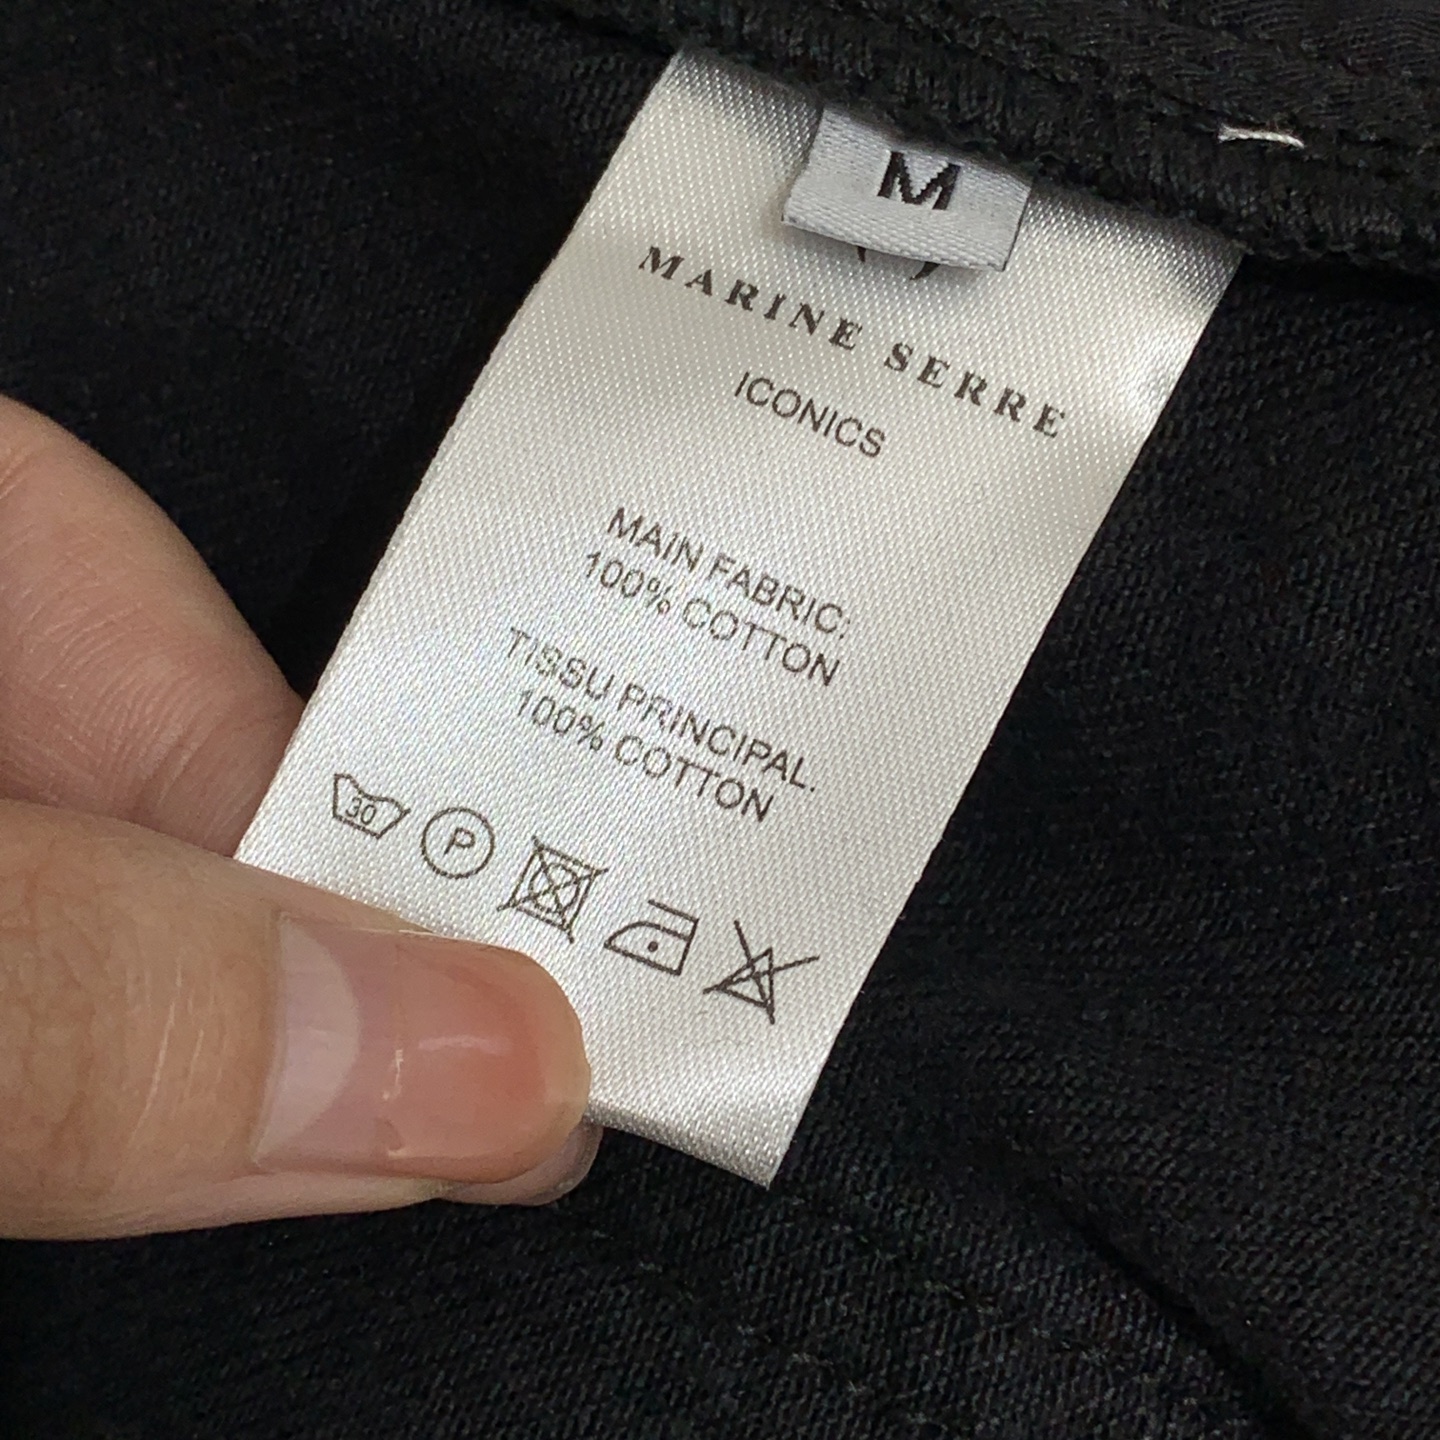 M
MARINE SERRE
ICONICS
MAIN FABRIC:
100% COTTON
TISSU PRINCIPAL.
100% COTTON
30
P